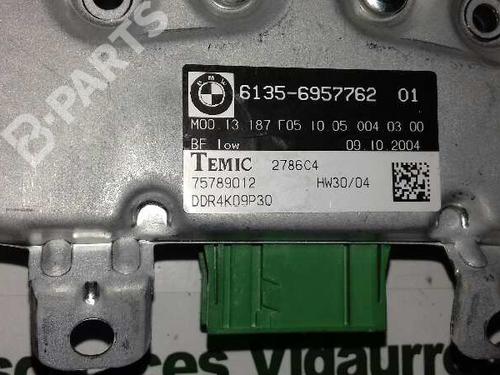 B-PARTS
BMW
6135-6957762 01
MOD 13 187 F05 10 05 004 03 00
BF low 09.10.2004
TEMIC 2786C4
75789012 HW30/04
DDR4K09P30